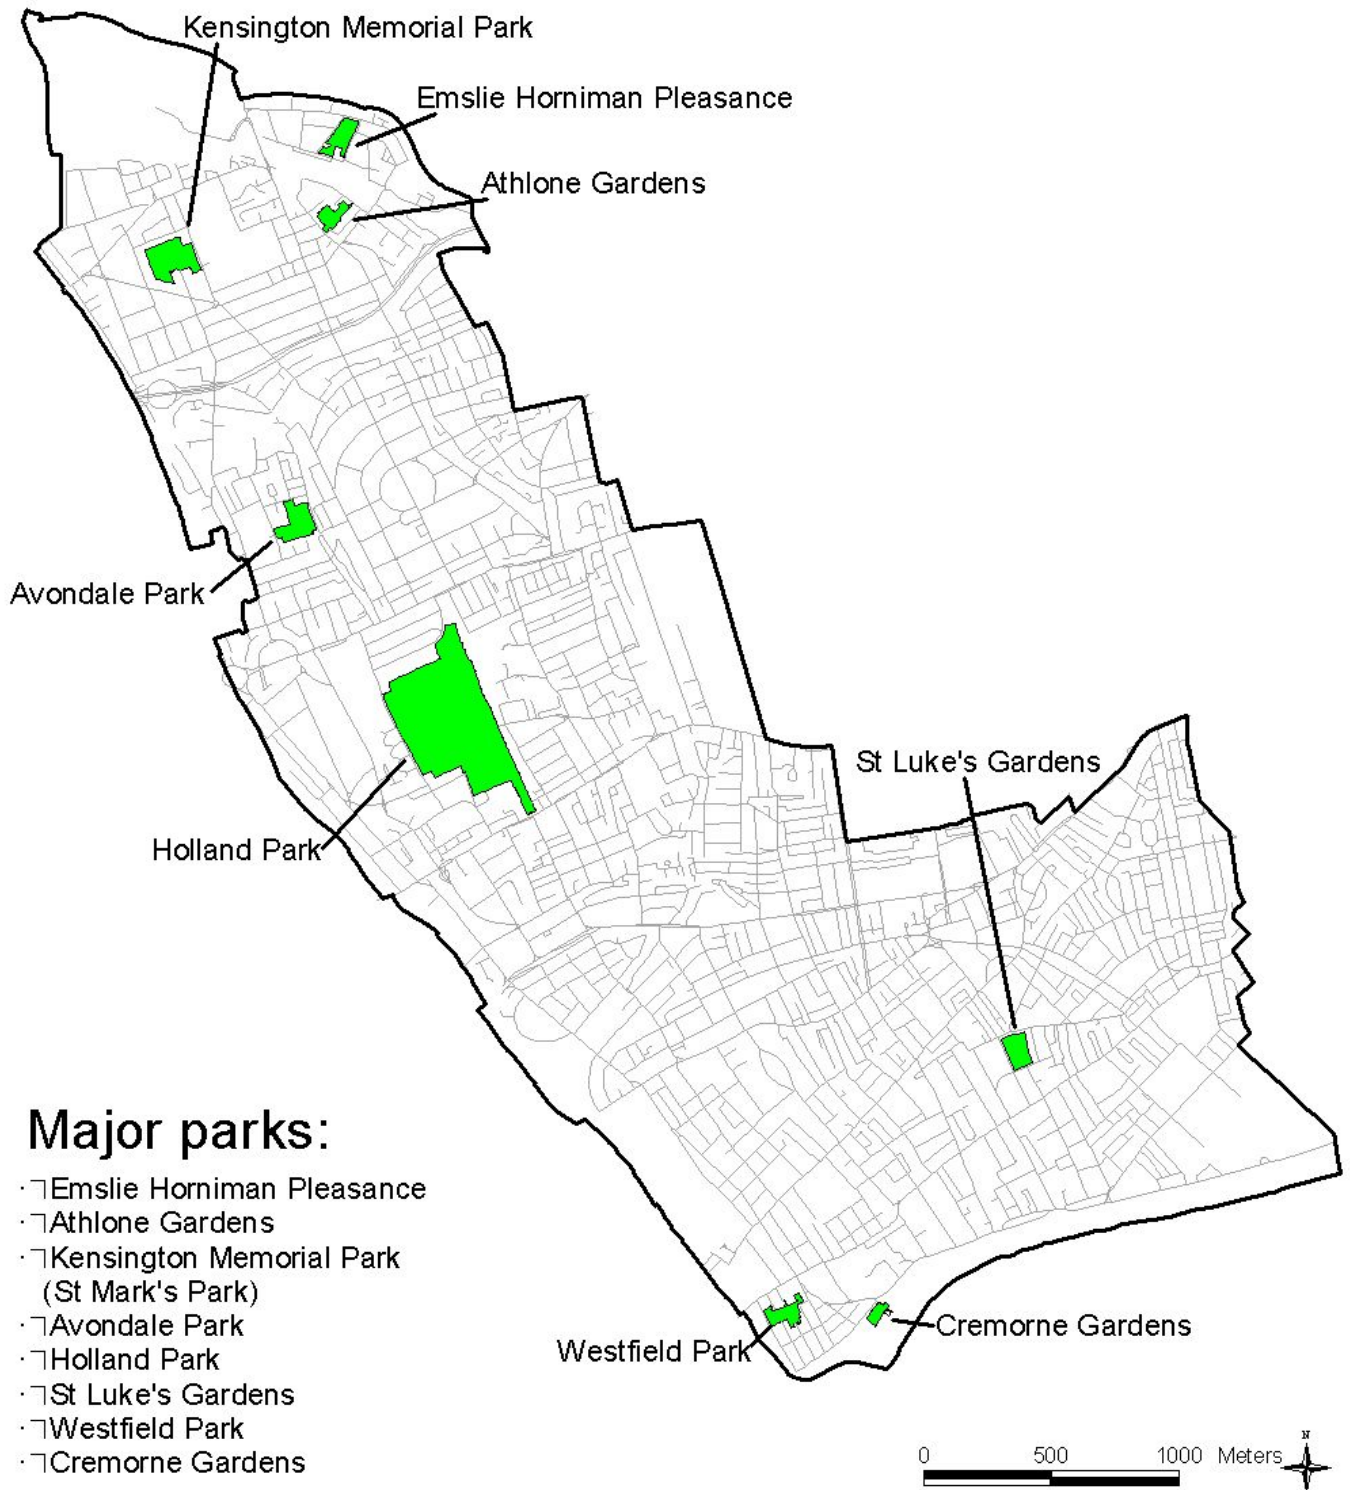 Kensington Memorial Park
Emslie Horniman Pleasance
Athlone Gardens
Avondale Park
Holland Park
St Luke's Gardens
Westfield Park
Cremorne Gardens
Major parks:
Emslie Horniman Pleasance
Athlone Gardens
Kensington Memorial Park
(St Mark's Park)
Avondale Park
Holland Park
St Luke's Gardens
Westfield Park
Cremorne Gardens
0 500 1000 Meters
N